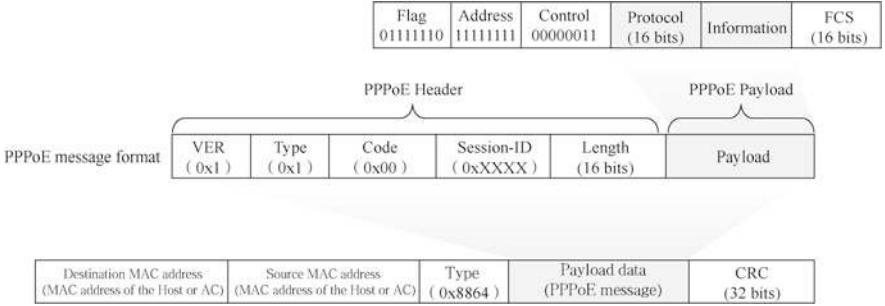 Flag Address Control Protocol Information FCS
01111110 11111111 00000011 (16 bits) (16 bits)
PPPoE Header PPPoE Payload
PPPoE message format
VER Type Code Session-ID Length Payload
( 0x1 ) ( 0x1 ) ( 0x00 ) ( 0xXXXX ) (16 bits)
Destination MAC address Source MAC address Type Payload data CRC
(MAC address of the Host or AC) (MAC address of the Host or AC) ( 0x8864 ) (PPPoE message) (32 bits)